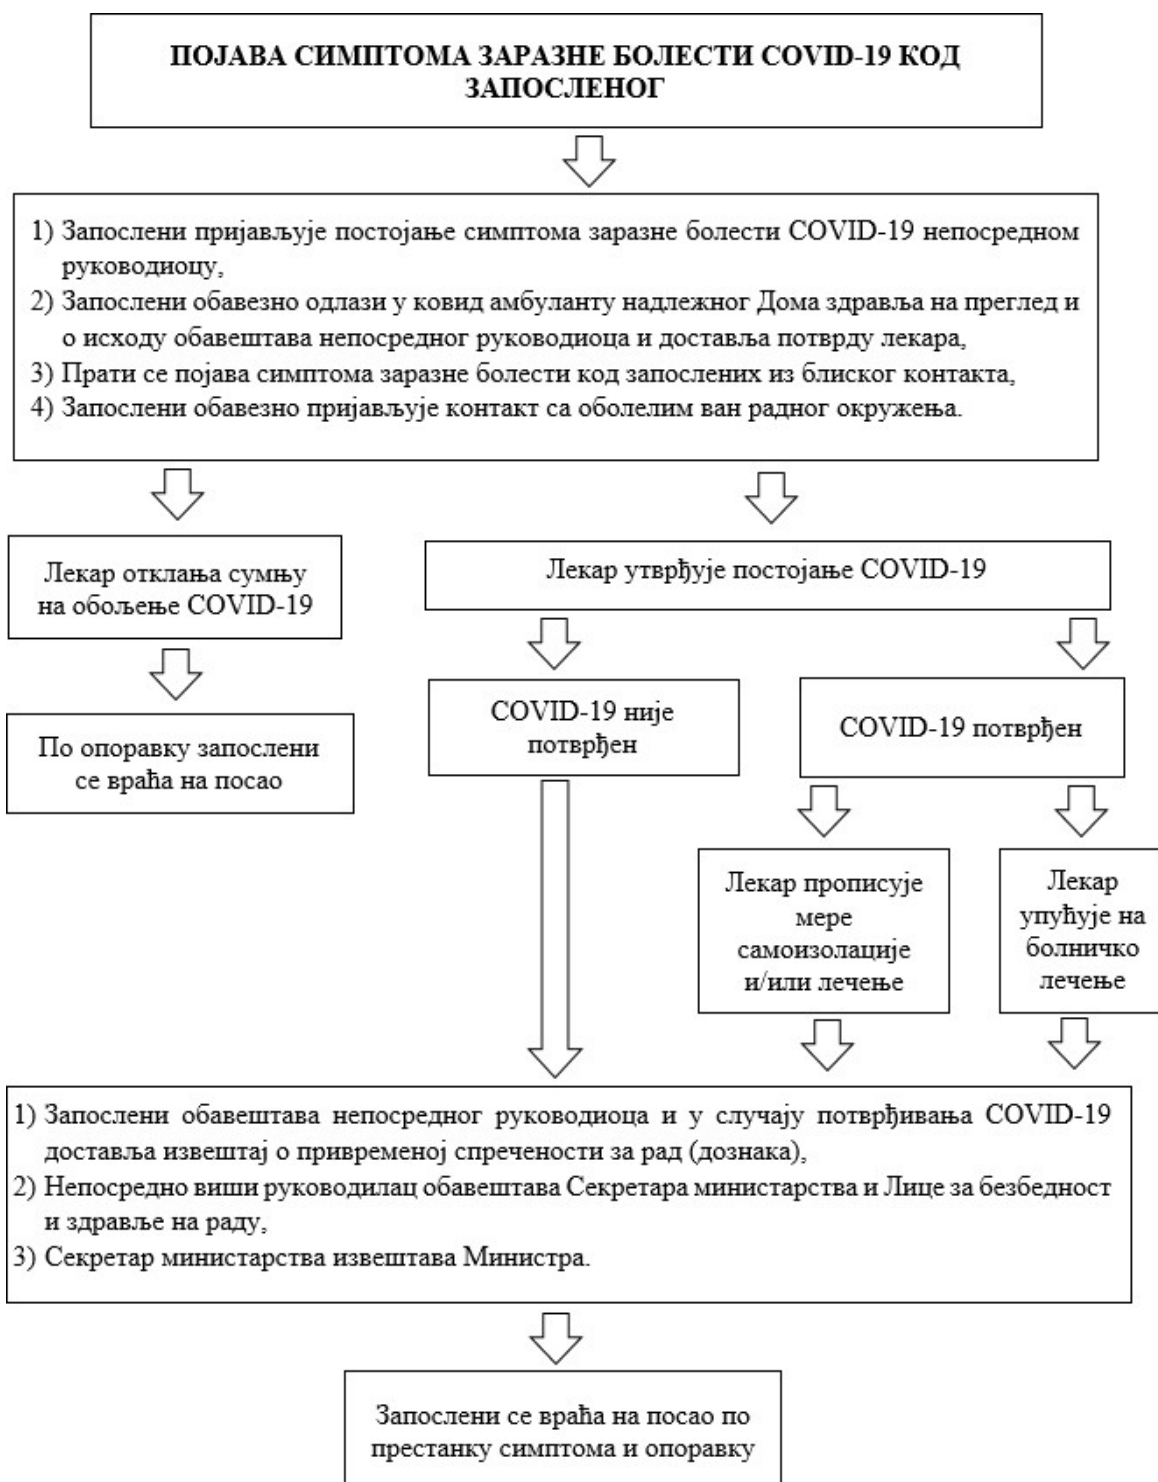 ПОЈАВА СИМПТОМА ЗАРАЗНЕ БОЛЕСТИ COVID-19 КОД
ЗАПОСЛЕНОГ
1) Запослени пријављује постојање симптома заразне болести COVID-19 непосредном
руководиоцу,
2) Запослени обавезно одлази у ковид амбуланту надлежног Дома здравља на преглед и
о исходу обавештава непосредног руководиоца и доставља потврду лекара,
3) Прати се појава симптома заразне болести код запослених из блиског контакта,
4) Запослени обавезно пријављује контакт са оболелим ван радног окружења.
Лекар отклања сумњу
на обољење COVID-19
По опоравку запослени
се враћа на посао
Лекар утврђује постојање COVID-19
COVID-19 није
потврђен
COVID-19 потврђен
Лекар прописује
мере
самоизолације
и/или лечење
Лекар
упућује на
болничко
лечење
1) Запослени обавештава непосредног руководиоца и у случају потврђивања COVID-19
доставља извештај о привременој спречености за рад (дознака),
2) Непосредно виши руководилац обавештава Секретара министарства и Лице за безбедност
и здравље на раду,
3) Секретар министарства извештава Министра.
Запослени се враћа на посао по
престанку симптома и опоравку